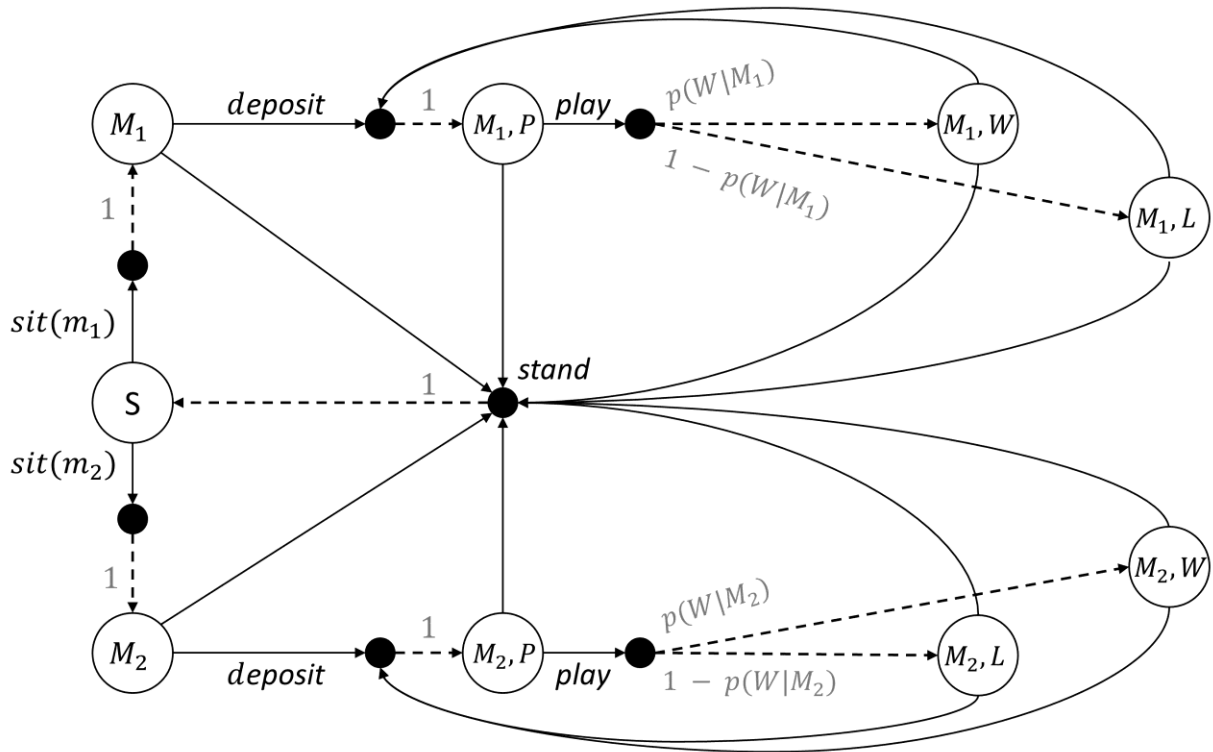 deposit
1
play
p(W|M₁)
M₁
M₁, P
M₁, W
1 − p(W|M₁)
1
M₁, L
sit(m₁)
stand
1
S
sit(m₂)
1
M₂, W
p(W|M₂)
1
M₂
M₂, P
M₂, L
deposit
play
1 − p(W|M₂)